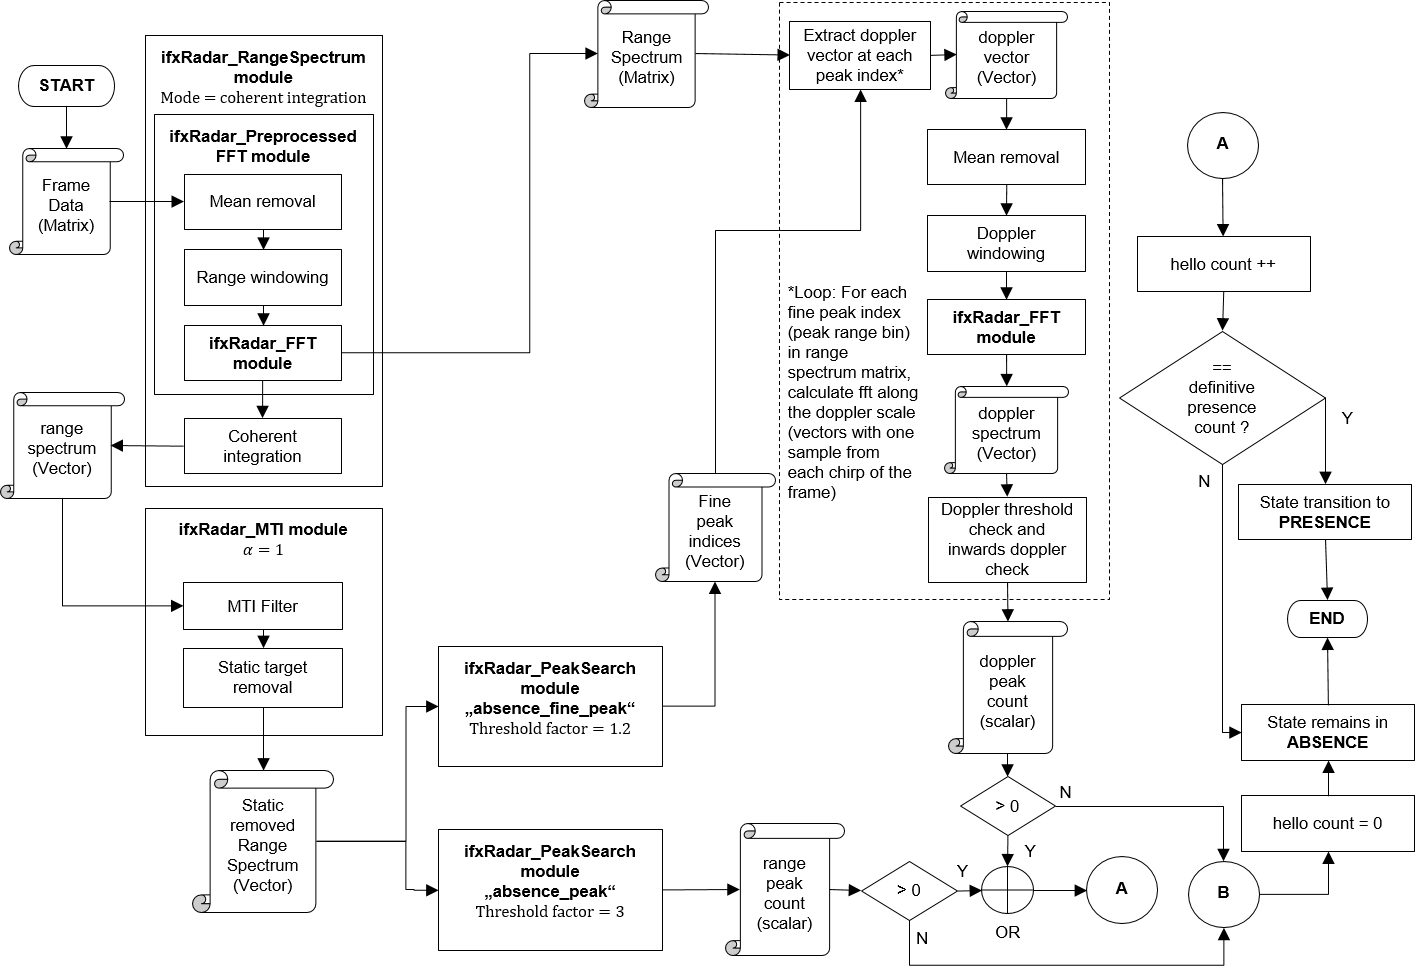 START
Frame
Data
(Matrix)
ifxRadar_RangeSpectrum
module
Mode = coherent integration
ifxRadar_Preprocessed
FFT module
Mean removal
Range windowing
ifxRadar_FFT
module
Coherent
integration
range
spectrum
(Vector)
ifxRadar_MTI module
α = 1
MTI Filter
Static target
removal
Static
removed
Range
Spectrum
(Vector)
ifxRadar_PeakSearch
module
„absence_fine_peak“
Threshold factor = 1.2
ifxRadar_PeakSearch
module
„absence_peak“
Threshold factor = 3
Fine
peak
indices
(Vector)
Range
Spectrum
(Matrix)
Extract doppler
vector at each
peak index*
doppler
vector
(Vector)
Mean removal
Doppler
windowing
ifxRadar_FFT
module
doppler
spectrum
(Vector)
Doppler threshold
check and
inwards doppler
check
*Loop: For each
fine peak index
(peak range bin)
in range
spectrum matrix,
calculate fft along
the doppler scale
(vectors with one
sample from
each chirp of the
frame)
doppler
peak
count
(scalar)
> 0
N
Y
range
peak
count
(scalar)
> 0
Y
N
OR
A
B
A
hello count ++
==
definitive
presence
count ?
Y
N
State transition to
PRESENCE
END
State remains in
ABSENCE
hello count = 0